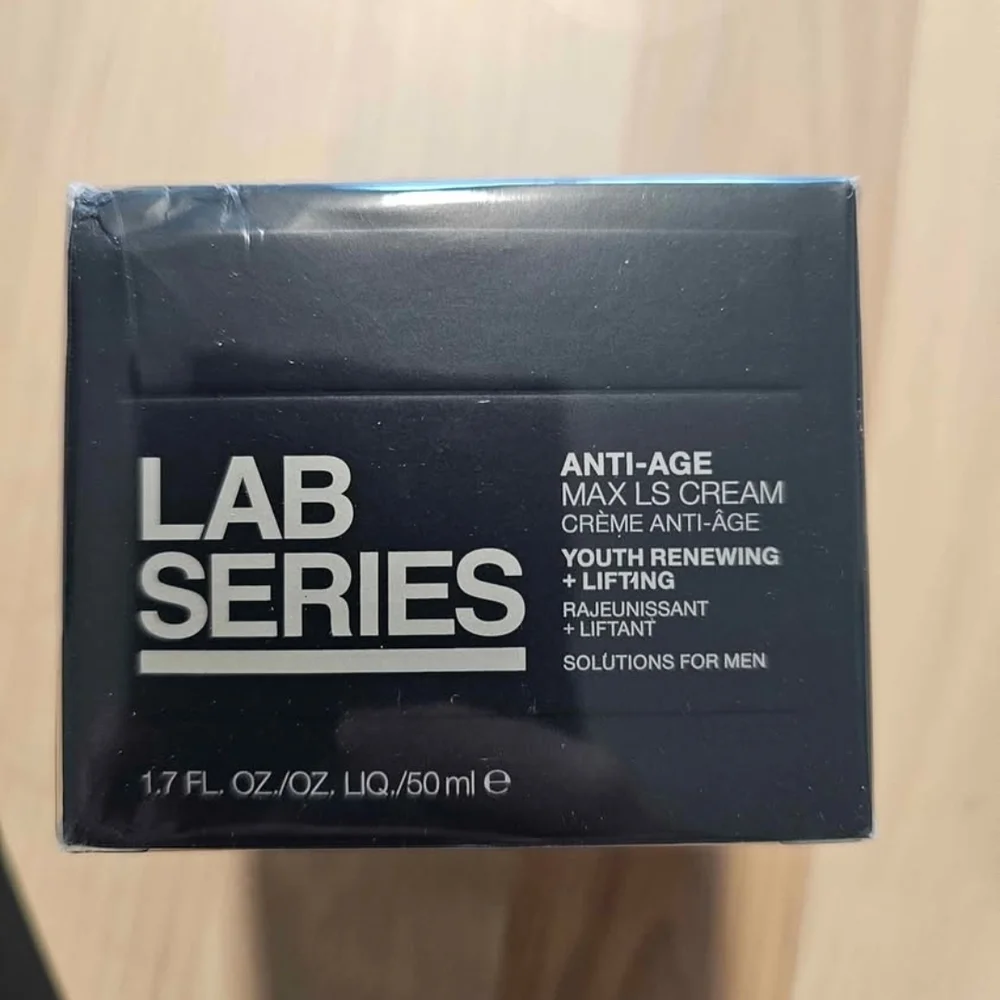 LAB
SERIES
ANTI-AGE
MAX LS CREAM
CRÈME ANTI-ÂGE
YOUTH RENEWING
+ LIFTING
RAJEUNISSANT
+ LIFTANT
SOLUTIONS FOR MEN
1.7 FL. OZ./OZ. LIQ./50 ml ℮